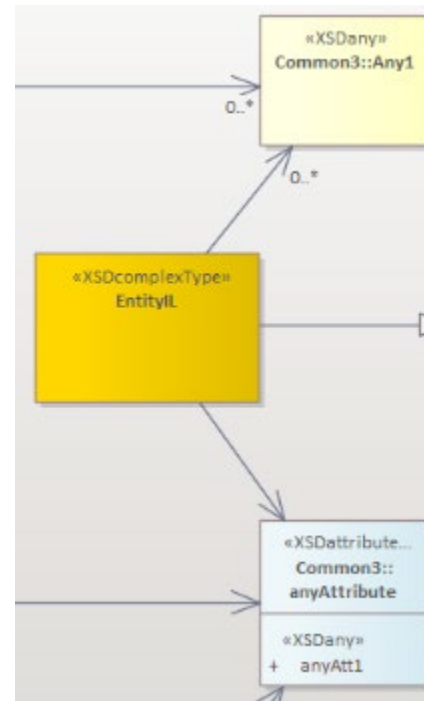 «XSDany»
Common3::Any1
0..*
0..*
«XSDcomplexType»
EntityIL
«XSDattribute...
Common3::
anyAttribute
«XSDany»
+ anyAtt1